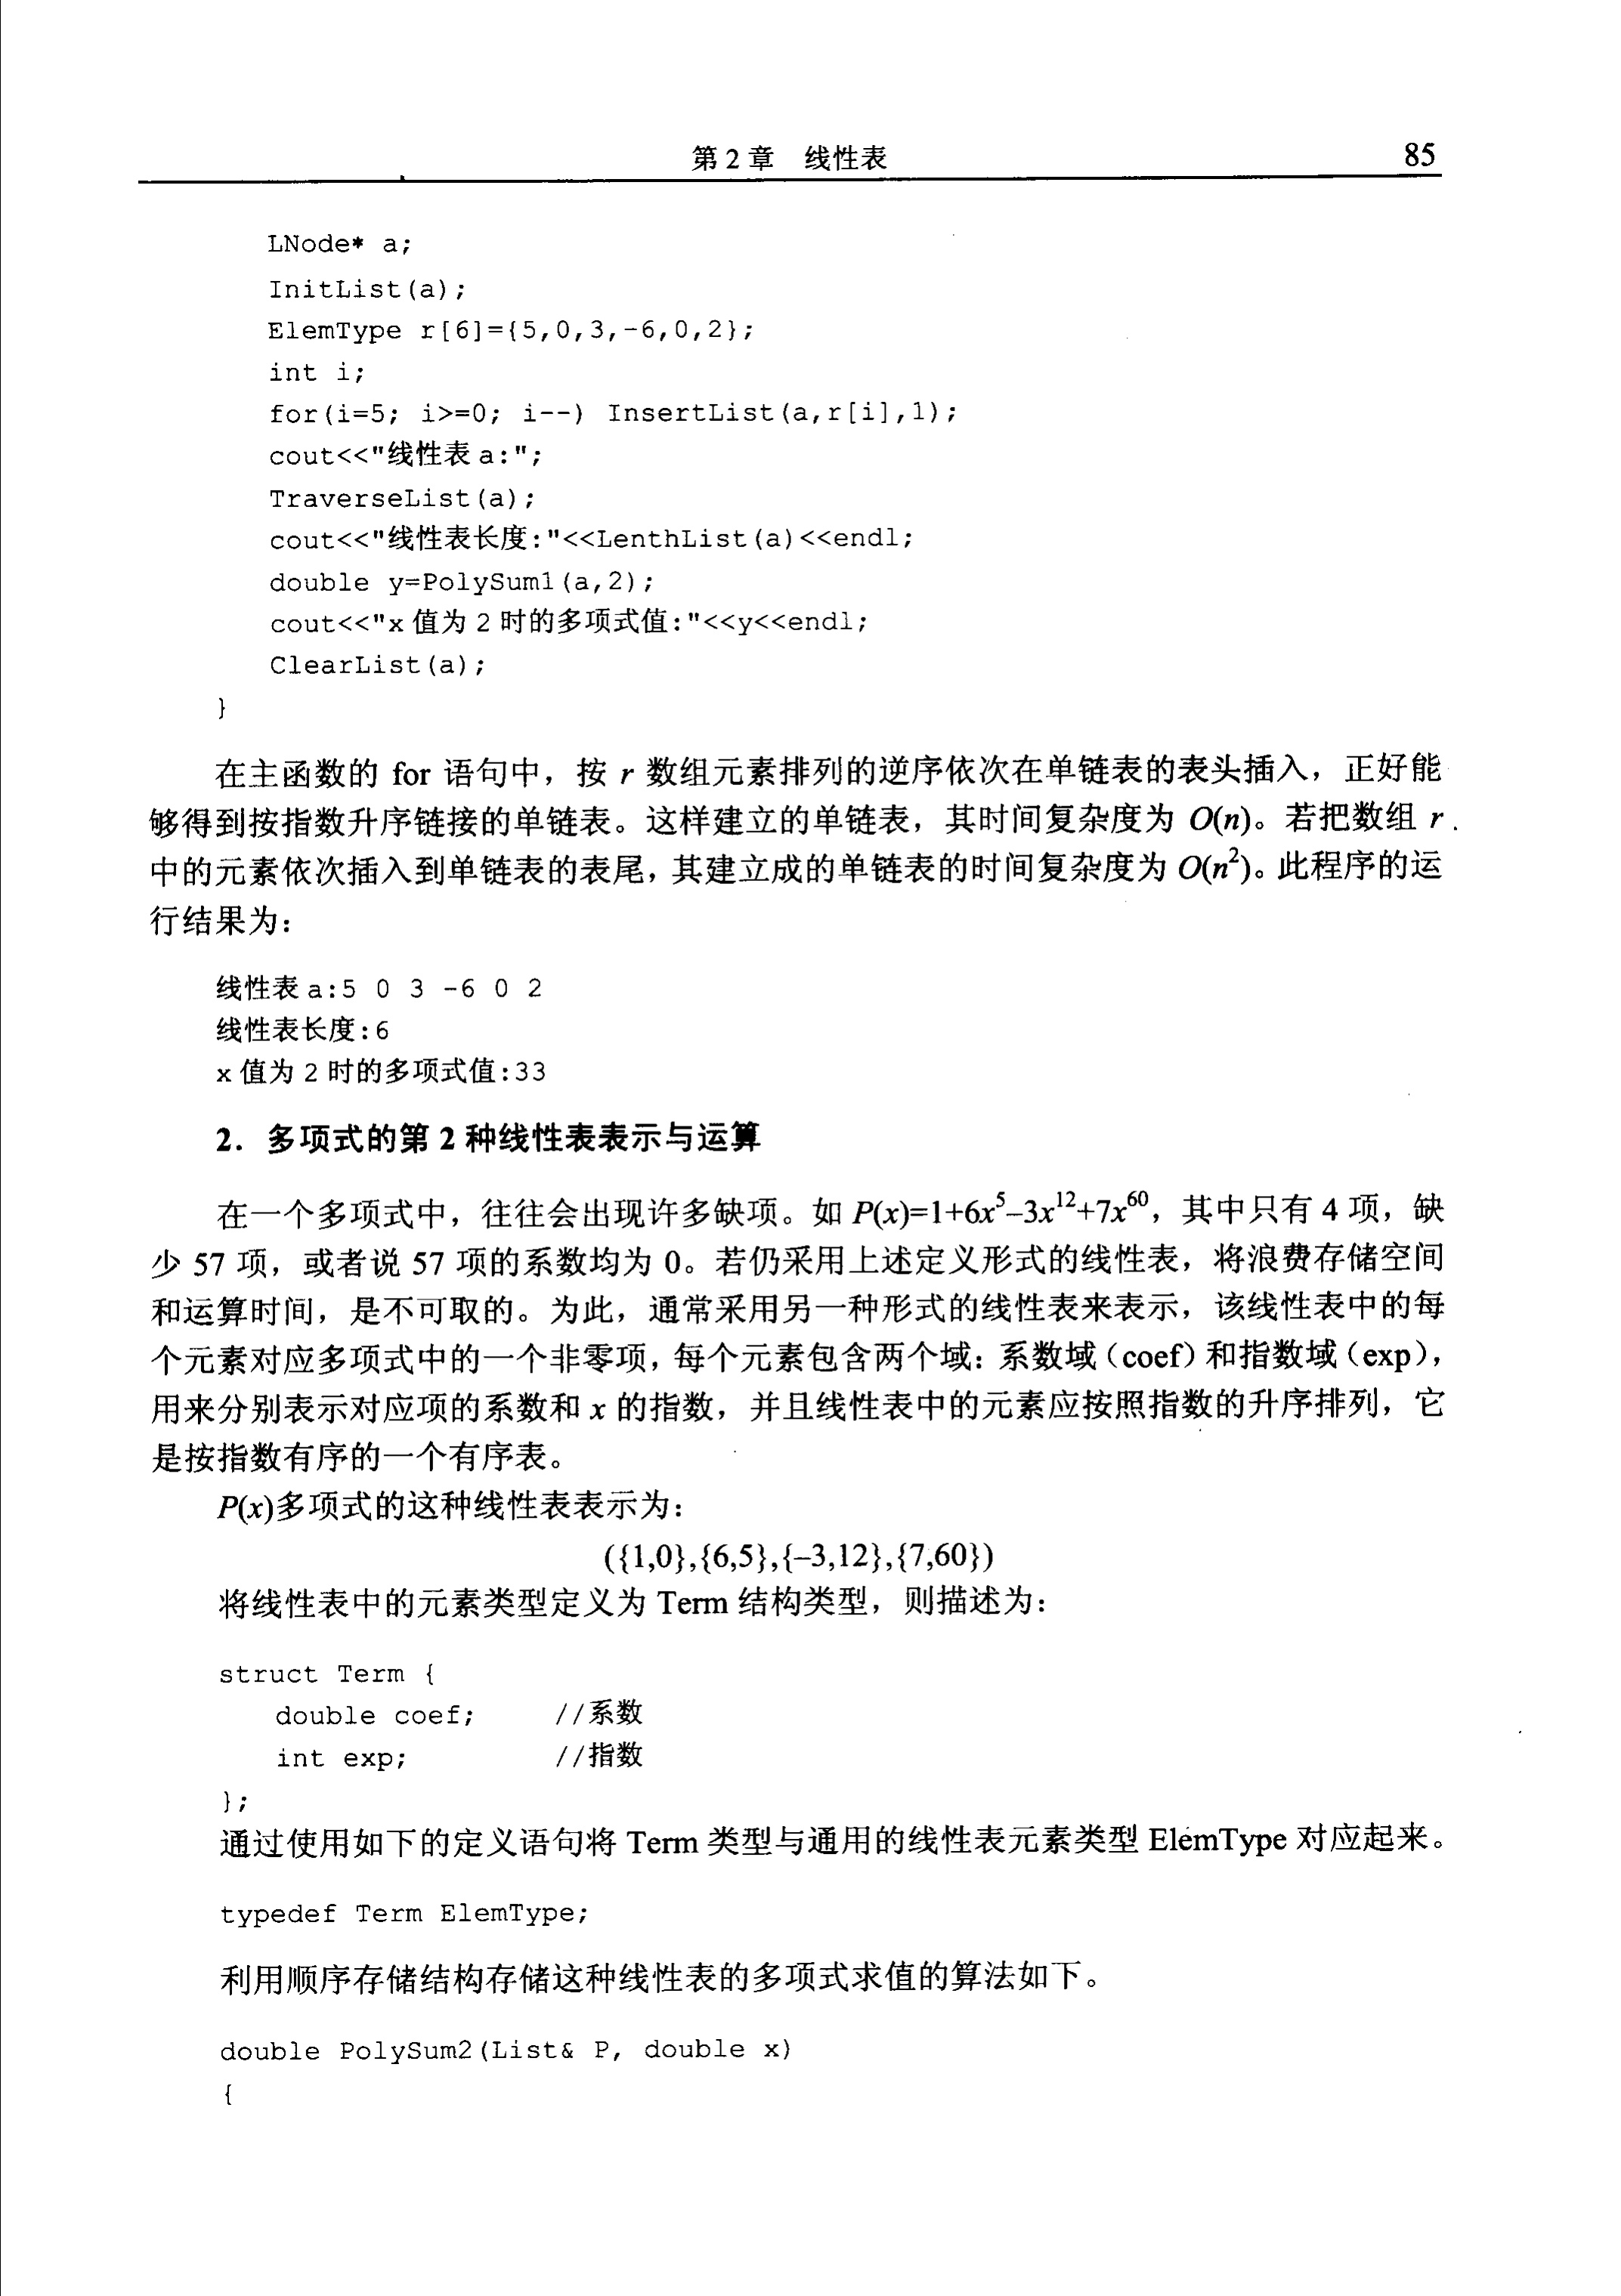 第 2 章 线性表 85
LNode* a;
InitList(a);
ElemType r[6]={5,0,3,-6,0,2};
int i;
for(i=5; i>=0; i--) InsertList(a,r[i],1);
cout<<"线性表 a:";
TraverseList(a);
cout<<"线性表长度:"<<LenthList(a)<<endl;
double y=PolySum1(a,2);
cout<<"x 值为 2 时的多项式值:"<<y<<endl;
ClearList(a);
}
在主函数的 for 语句中，按 r 数组元素排列的逆序依次在单链表的表头插入，正好能
够得到按指数升序链接的单链表。这样建立的单链表，其时间复杂度为 O(n)。若把数组 r
中的元素依次插入到单链表的表尾，其建立成的单链表的时间复杂度为 O(n²)。此程序的运
行结果为：
线性表 a:5 0 3 -6 0 2
线性表长度:6
x 值为 2 时的多项式值:33
2．多项式的第 2 种线性表表示与运算
在一个多项式中，往往会出现许多缺项。如 P(x)=1+6x⁵–3x¹²+7x⁶⁰，其中只有 4 项，缺
少 57 项，或者说 57 项的系数均为 0。若仍采用上述定义形式的线性表，将浪费存储空间
和运算时间，是不可取的。为此，通常采用另一种形式的线性表来表示，该线性表中的每
个元素对应多项式中的一个非零项，每个元素包含两个域：系数域（coef）和指数域（exp），
用来分别表示对应项的系数和 x 的指数，并且线性表中的元素应按照指数的升序排列，它
是按指数有序的一个有序表。
P(x)多项式的这种线性表表示为：
({1,0},{6,5},{–3,12},{7,60})
将线性表中的元素类型定义为 Term 结构类型，则描述为：
struct Term {
double coef; //系数
int exp; //指数
};
通过使用如下的定义语句将 Term 类型与通用的线性表元素类型 ElemType 对应起来。
typedef Term ElemType;
利用顺序存储结构存储这种线性表的多项式求值的算法如下。
double PolySum2(List& P, double x)
{